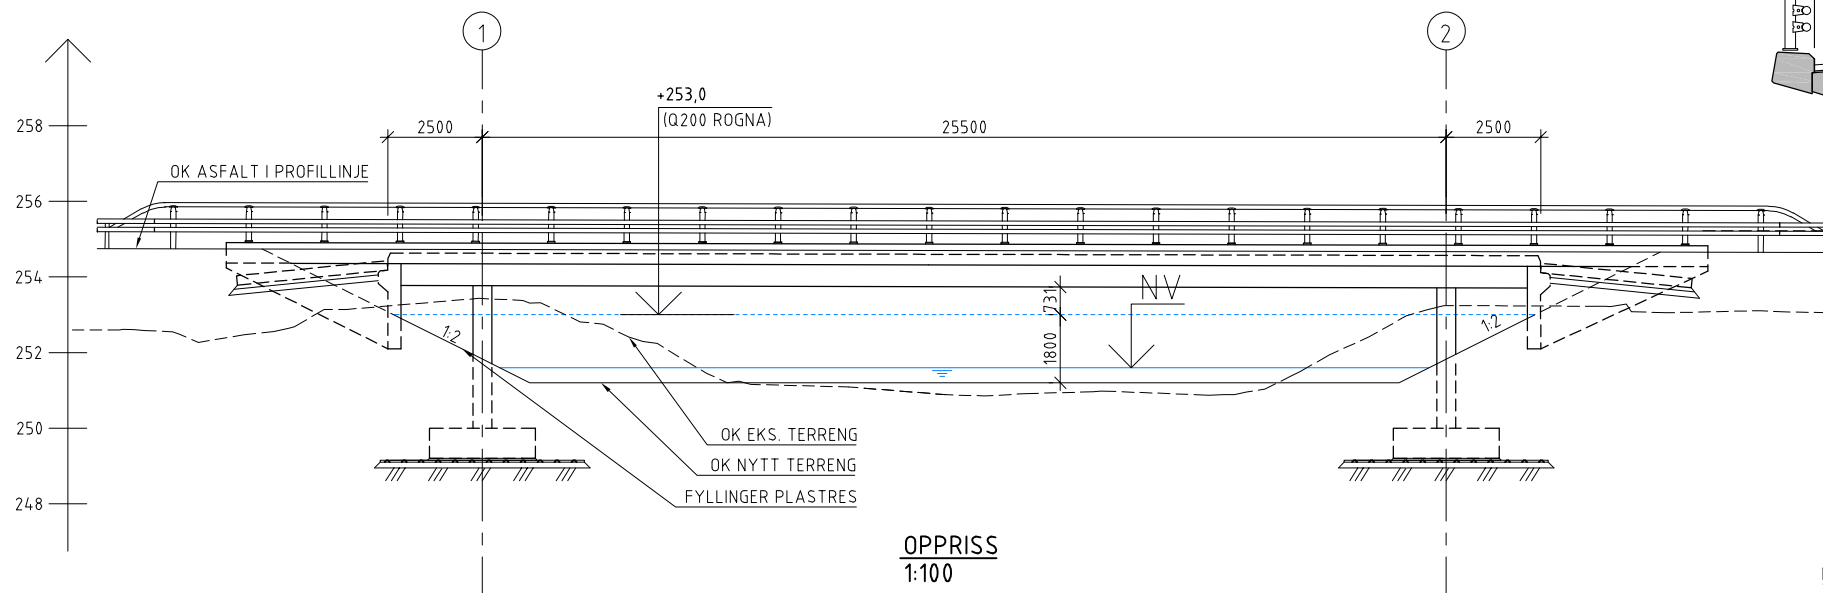 1
2
+253,0
(Q200 ROGNA)
258
2500
25500
2500
OK ASFALT I PROFILLINJE
256
254
NV
731
1:2
1:2
252
1800
250
OK EKS. TERRENG
OK NYTT TERRENG
FYLLINGER PLASTRES
248
OPPRISS
1:100